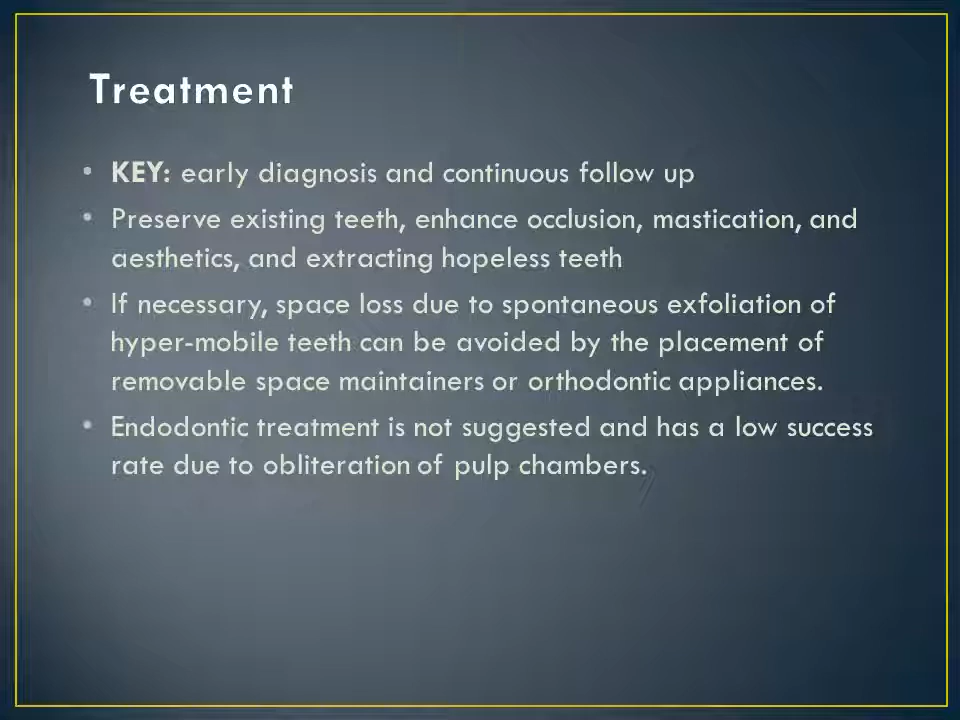 Treatment
• KEY: early diagnosis and continuous follow up
• Preserve existing teeth, enhance occlusion, mastication, and
aesthetics, and extracting hopeless teeth
• If necessary, space loss due to spontaneous exfoliation of
hyper-mobile teeth can be avoided by the placement of
removable space maintainers or orthodontic appliances.
• Endodontic treatment is not suggested and has a low success
rate due to obliteration of pulp chambers.